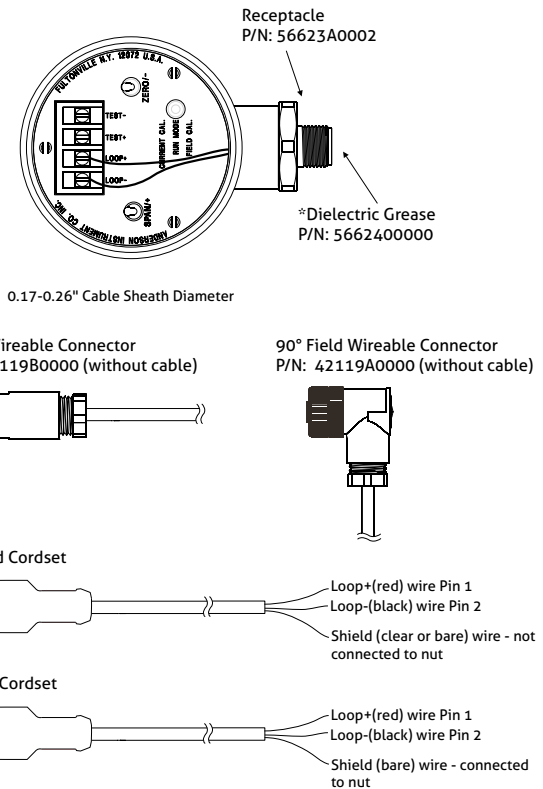 Receptacle
P/N: 56623A0002
FULTONVILLE N.Y. 12072 U.S.A.
ZERO/-
TEST-
TEST+
LOOP+
LOOP-
CURRENT CAL.
RUN MODE
FIELD CAL.
SPAN/+
ANDERSON INSTRUMENT CO. INC.
*Dielectric Grease
P/N: 5662400000
0.17-0.26" Cable Sheath Diameter
ireable Connector
119B0000 (without cable)
90° Field Wireable Connector
P/N: 42119A0000 (without cable)
d Cordset
Loop+(red) wire Pin 1
Loop-(black) wire Pin 2
Shield (clear or bare) wire - not
connected to nut
Cordset
Loop+(red) wire Pin 1
Loop-(black) wire Pin 2
Shield (bare) wire - connected
to nut